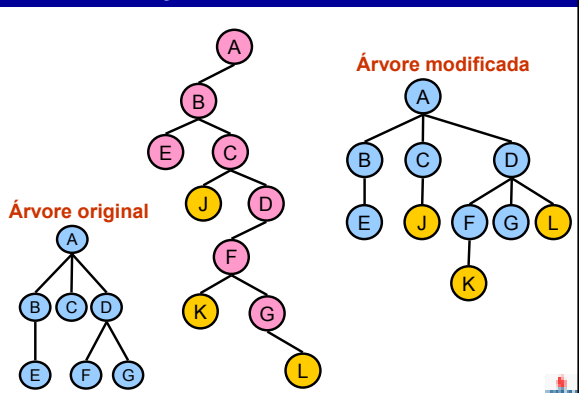 Árvore original
A
B C D
E F G
A
B
E C
J D
F
K G
L
Árvore modificada
A
B C D
E J F G L
K